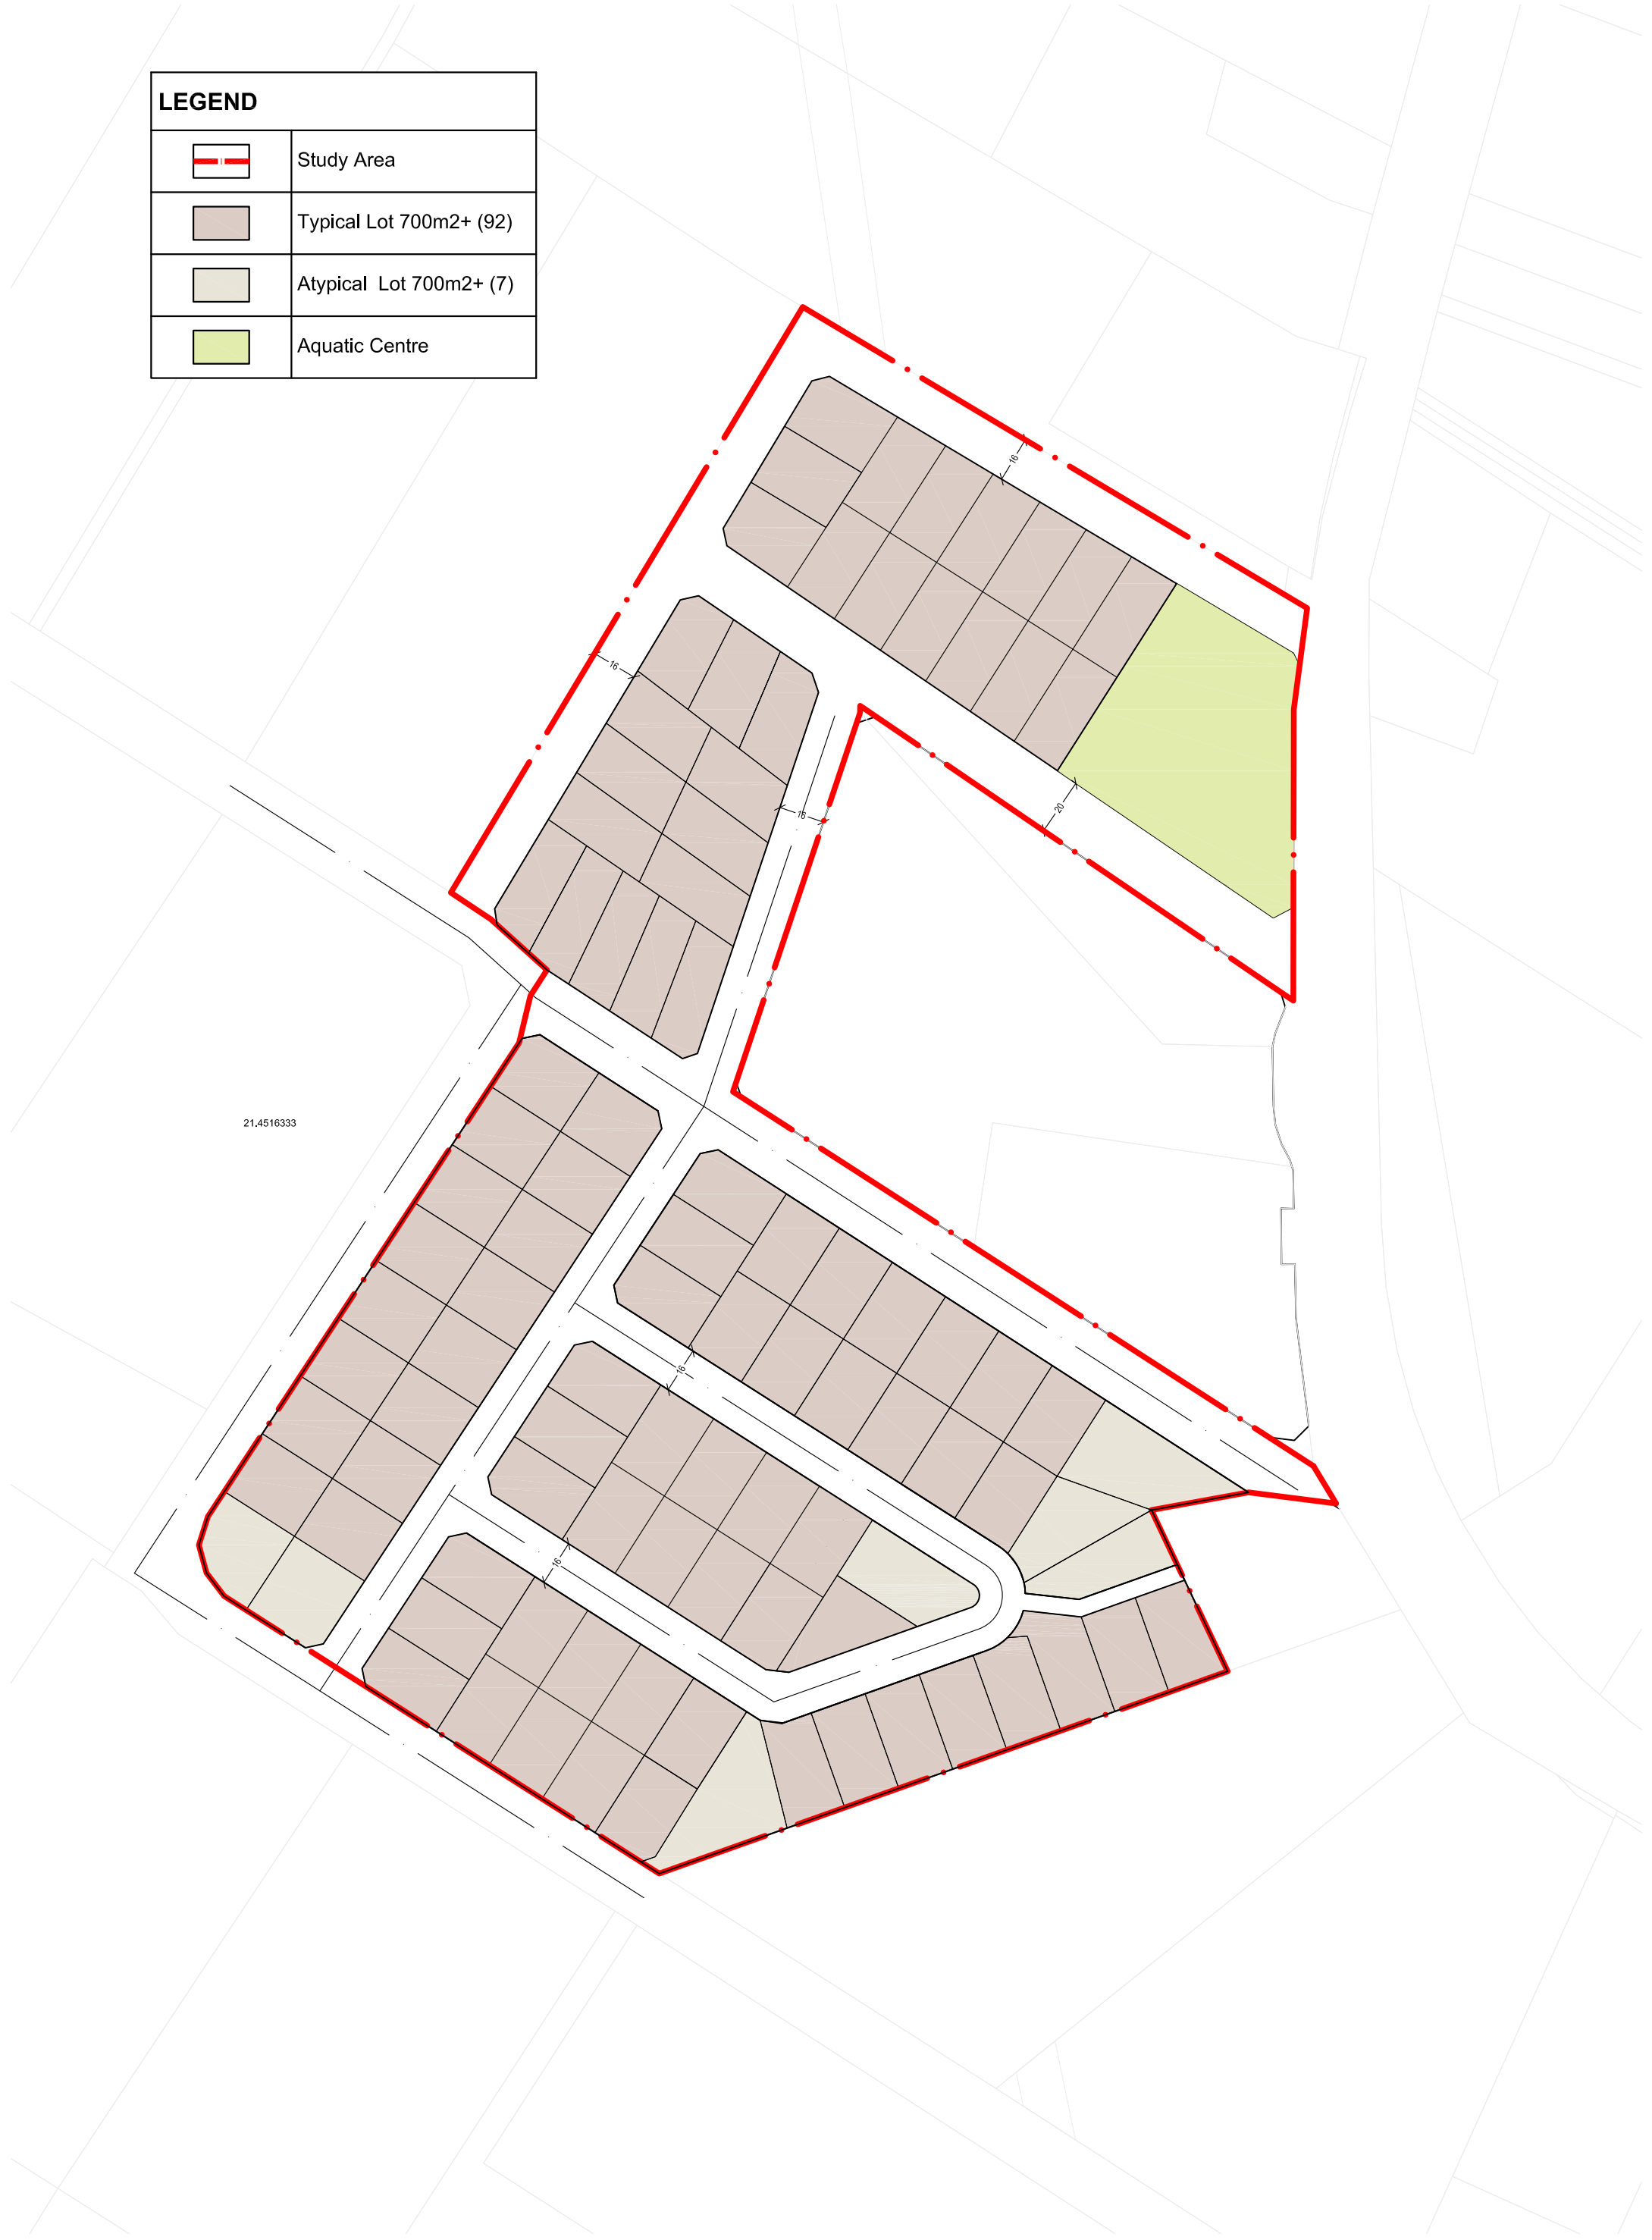 LEGEND
Study Area
Typical Lot 700m2+ (92)
Atypical Lot 700m2+ (7)
Aquatic Centre
16
16
16
20
21.4516333
16
16